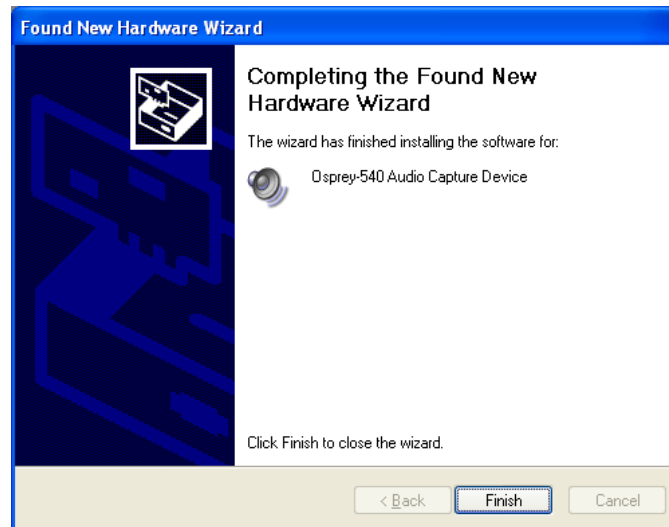 Found New Hardware Wizard
Completing the Found New
Hardware Wizard
The wizard has finished installing the software for:
Osprey-540 Audio Capture Device
Click Finish to close the wizard.
< Back
Finish
Cancel